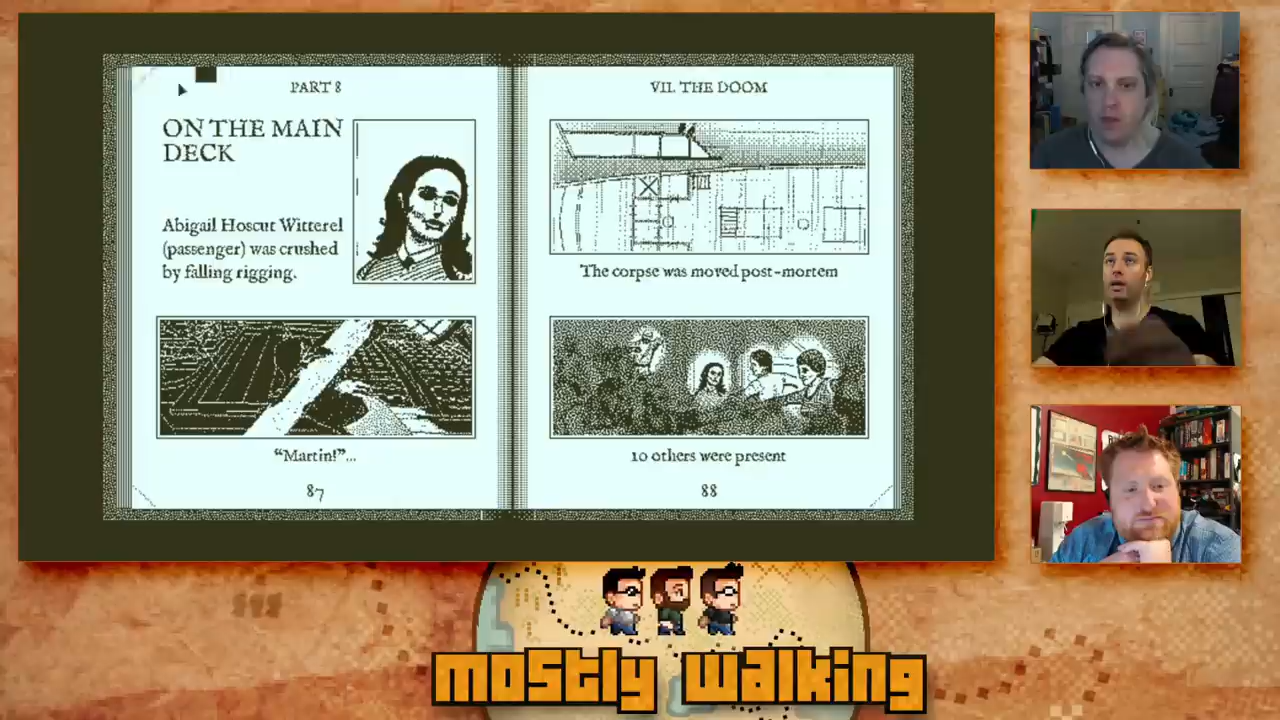 PART 8
ON THE MAIN
DECK
Abigail Hoscut Witterel
(passenger) was crushed
by falling rigging.
"Martin!"...
87
VII. THE DOOM
The corpse was moved post-mortem
10 others were present
88
mostly walking